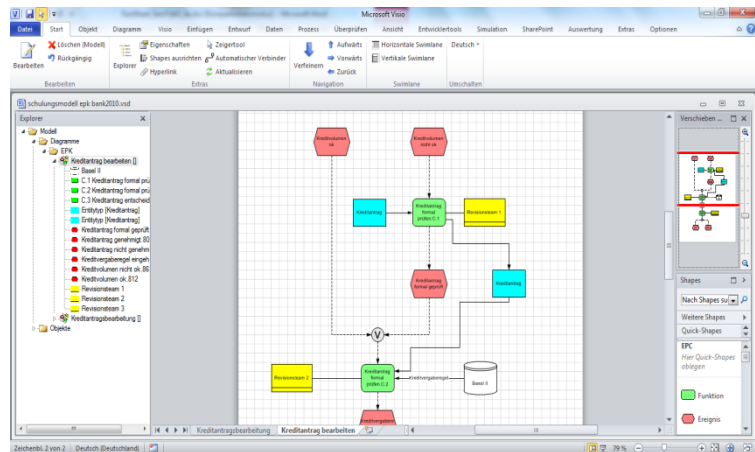 Microsoft Visio
Datei Start Objekt Diagramm Visio Einfügen Entwurf Daten Prozess Überprüfen Ansicht Entwicklertools Simulation SharePoint Auswertung Extras Optionen
Bearbeiten
Löschen (Modell)
Rückgängig
Bearbeiten
Explorer
Eigenschaften
Shapes ausrichten
Hyperlink
Zeigertool
Automatischer Verbinder
Aktualisieren
Extras
Verfeinern
Aufwärts
Vorwärts
Zurück
Navigation
Horizontale Swimlane
Vertikale Swimlane
Swimlane
Deutsch
Umschalten
schulungsmodell epk bank2010.vsd
Explorer
Modell
Diagramme
EPK
Kreditantrag bearbeiten []
Basel II
C.1 Kreditantrag formal prü
C.2 Kreditantrag formal prü
C.3 Kreditantrag entscheid
Entitytyp [Kreditantrag]
Entitytyp [Kreditantrag]
Kreditantrag formal geprüft
Kreditantrag genehmigt.80
Kreditantrag nicht genehm
Kreditvergaberegel eingeh
Kreditvolumen nicht ok.86
Kreditvolumen ok.812
Revisionsteam 1
Revisionsteam 2
Revisionsteam 3
Kreditantragsbearbeitung []
Objekte
Kreditvolumen
ok
Kreditvolumen
nicht ok
Kreditantrag
Kreditantrag
formal
prüfen.C.1
Revisionsteam 1
Kreditantrag
formal geprüft
Kreditantrag
V
Revisionsteam 2
Kreditantrag
formal
prüfen.C.2
Kreditvergaberegel
Basel II
Kreditvergabereg
Verschieben ...
Shapes
Nach Shapes su
Weitere Shapes
Quick-Shapes
EPC
Hier Quick-Shapes
ablegen
Funktion
Ereignis
Kreditantragsbearbeitung Kreditantrag bearbeiten
Zeichenbl. 2 von 2 Deutsch (Deutschland) 79 %